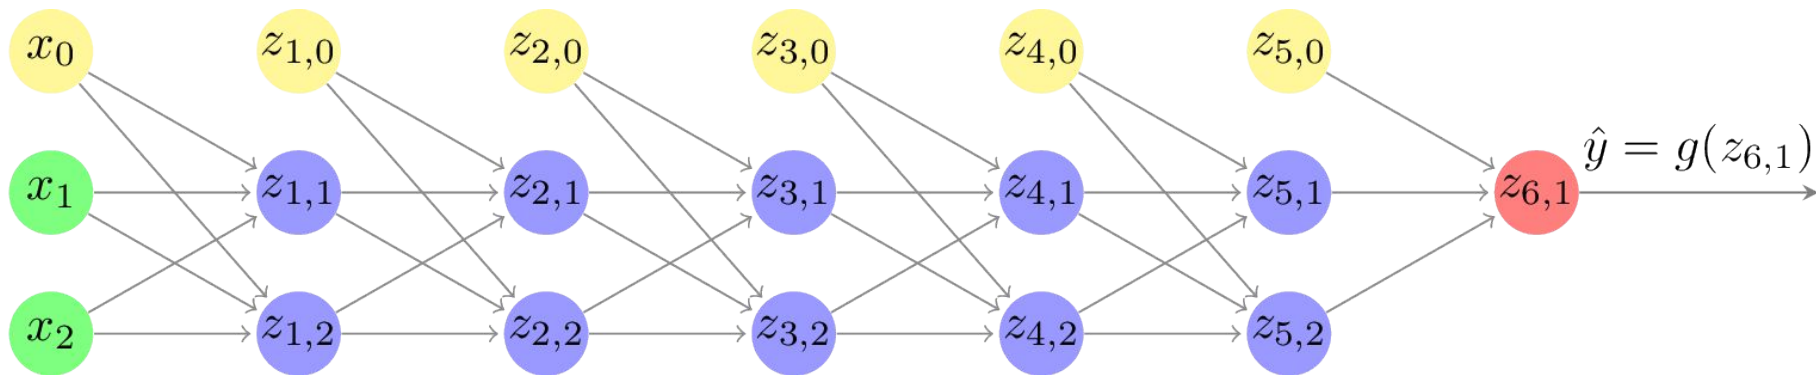 x₀ z₁,₀ z₂,₀ z₃,₀ z₄,₀ z₅,₀
x₁ z₁,₁ z₂,₁ z₃,₁ z₄,₁ z₅,₁ z₆,₁ ŷ = g(z₆,₁)
x₂ z₁,₂ z₂,₂ z₃,₂ z₄,₂ z₅,₂